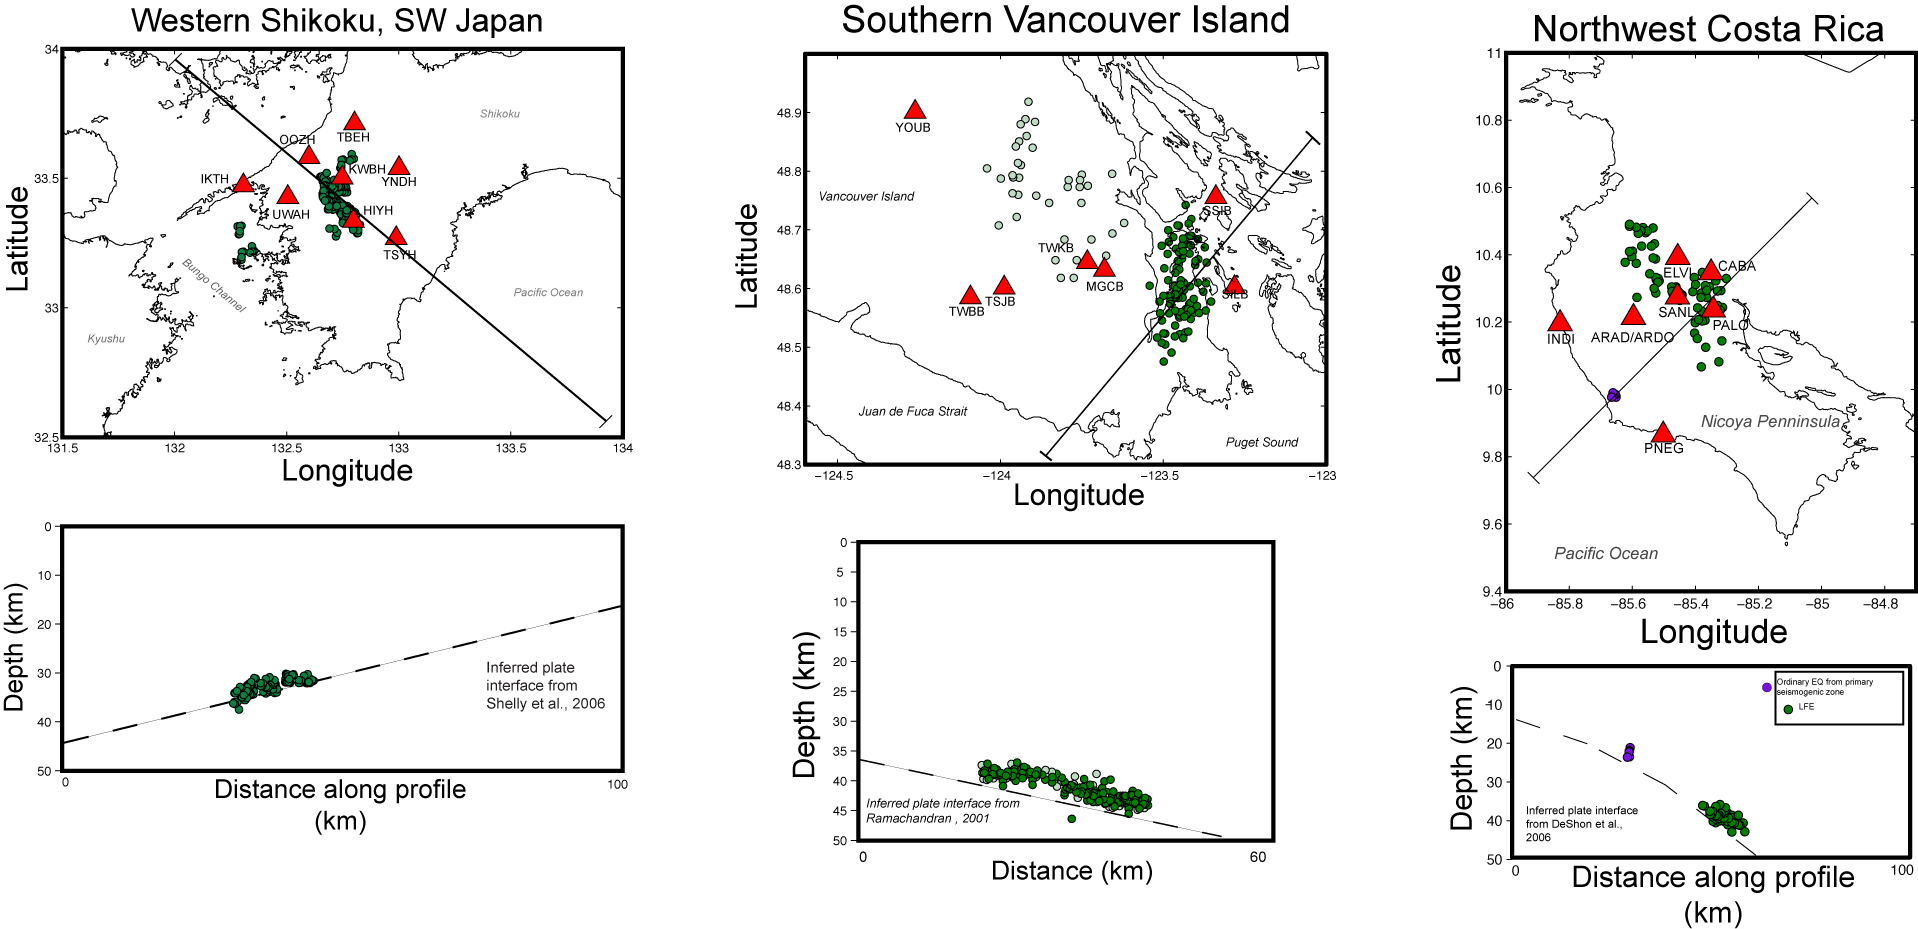 Western Shikoku, SW Japan
34
33.5
33
32.5
131.5
132
132.5
133
133.5
134
Latitude
Longitude
Shikoku
TBEH
OOZH
KWBH
YNDH
IKTH
UWAH
HIYH
TSYH
Bungo Channel
Pacific Ocean
Kyushu
0
10
20
30
40
50
Depth (km)
Inferred plate
interface from
Shelly et al., 2006
0
100
Distance along profile
(km)
Southern Vancouver Island
48.9
48.8
48.7
48.6
48.5
48.4
48.3
−124.5
−124
−123.5
−123
Latitude
Longitude
YOUB
Vancouver Island
SSIB
TWKB
MGCB
TSJB
TWBB
SILB
Juan de Fuca Strait
Puget Sound
0
5
10
15
20
25
30
35
40
45
50
Depth (km)
Inferred plate interface from
Ramachandran , 2001
0
60
Distance (km)
Northwest Costa Rica
11
10.8
10.6
10.4
10.2
10
9.8
9.6
9.4
−86
−85.8
−85.6
−85.4
−85.2
−85
−84.8
Latitude
Longitude
ELVI
CABA
SANL
PALO
INDI
ARAD/ARDO
Nicoya Penninsula
PNEG
Pacific Ocean
0
10
20
30
40
50
Depth (km)
Ordinary EQ from primary
seismogenic zone
LFE
Inferred plate interface
from DeShon et al.,
2006
0
100
Distance along profile
(km)